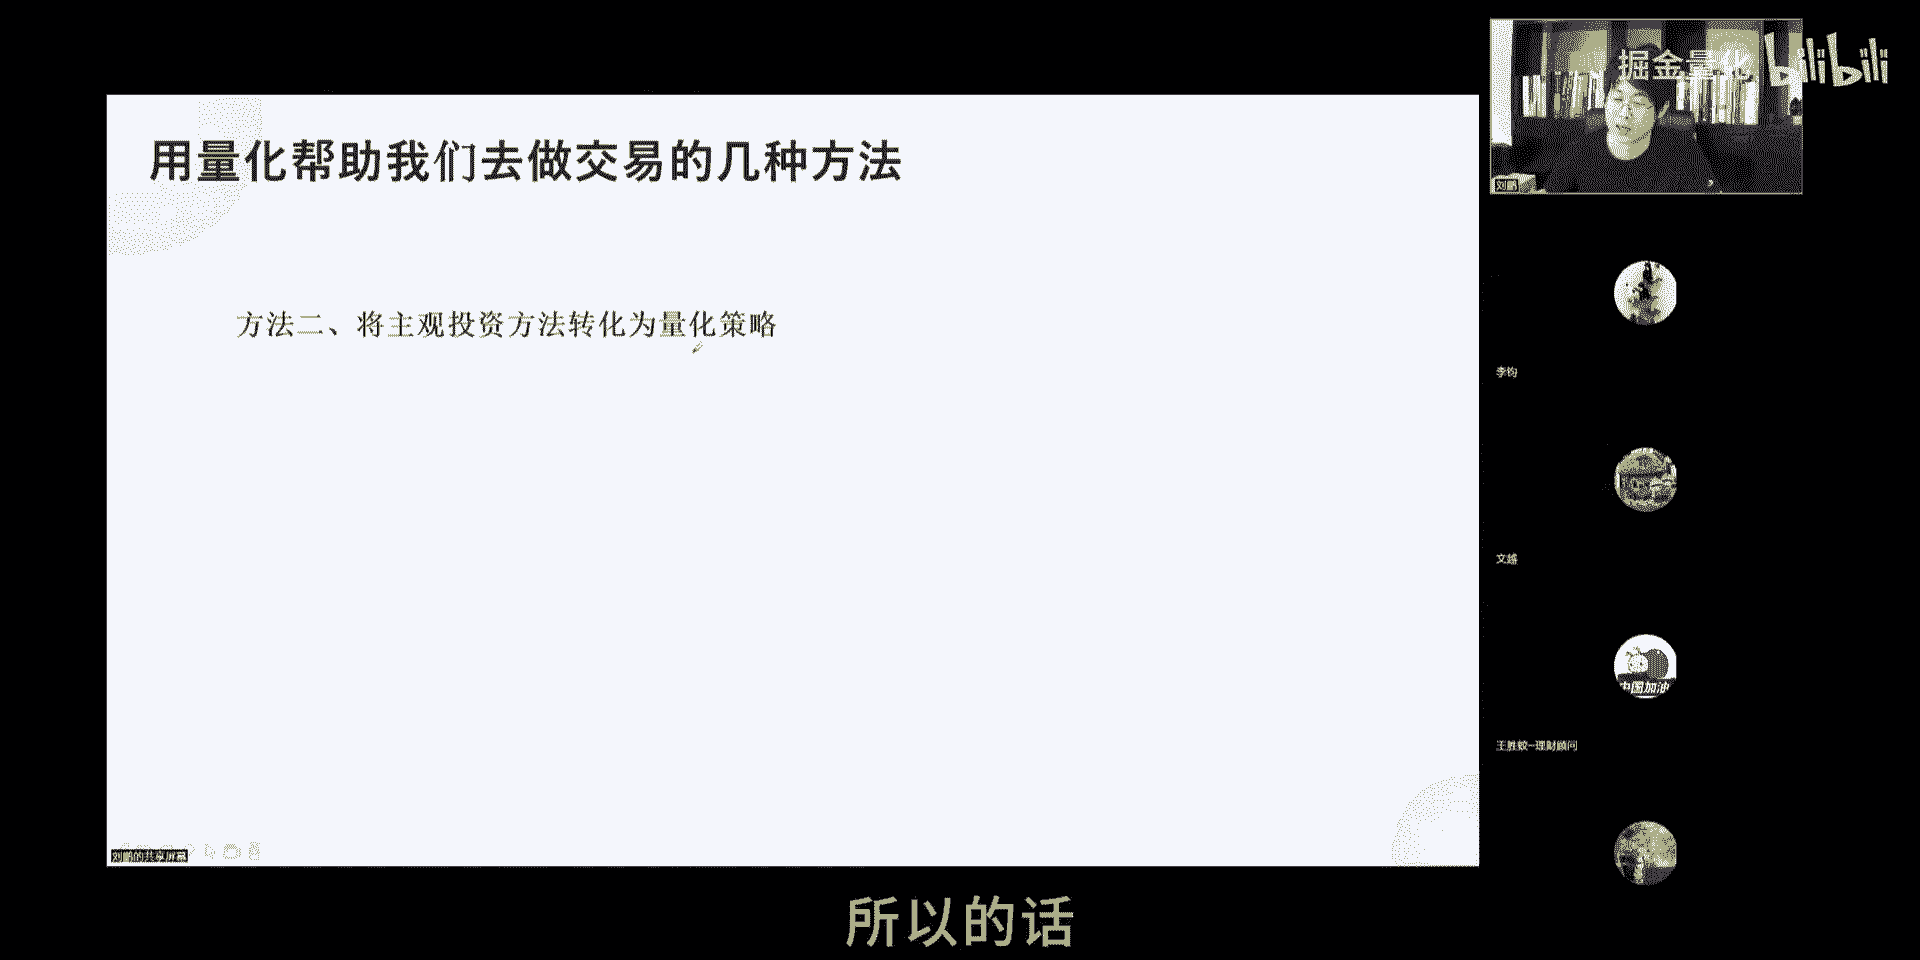 掘金量化 bilibili
刘鹏
用量化帮助我们去做交易的几种方法
方法二、将主观投资方法转化为量化策略
李钧
文越
中国加油
王胜蛟-理财顾问
刘鹏的共享屏幕
所以的话